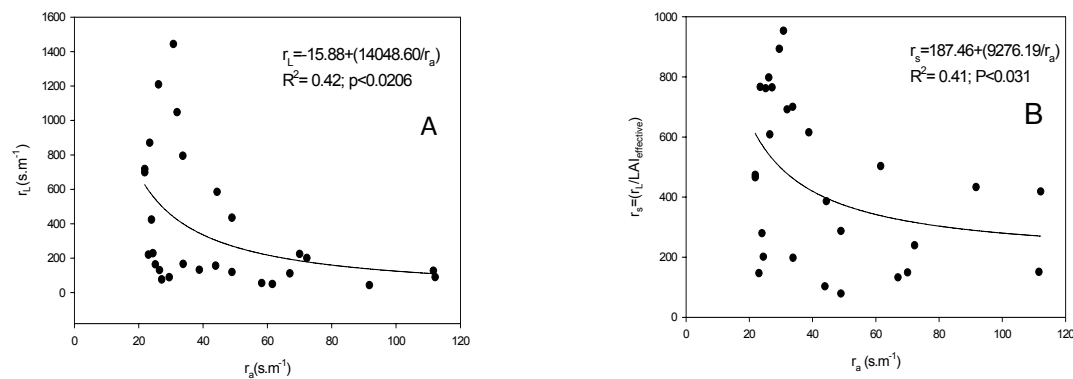 1600
1400
1200
1000
800
600
400
200
0
0 20 40 60 80 100 120
r_L(s.m⁻¹)
r_a(s.m⁻¹)
r_L=-15.88+(14048.60/r_a)
R²= 0.42; p<0.0206
A
1000
800
600
400
200
0
0 20 40 60 80 100 120
r_s=(r_L/LAI_effective)
r_a (s.m⁻¹)
r_s=187.46+(9276.19/r_a)
R²= 0.41; P<0.031
B